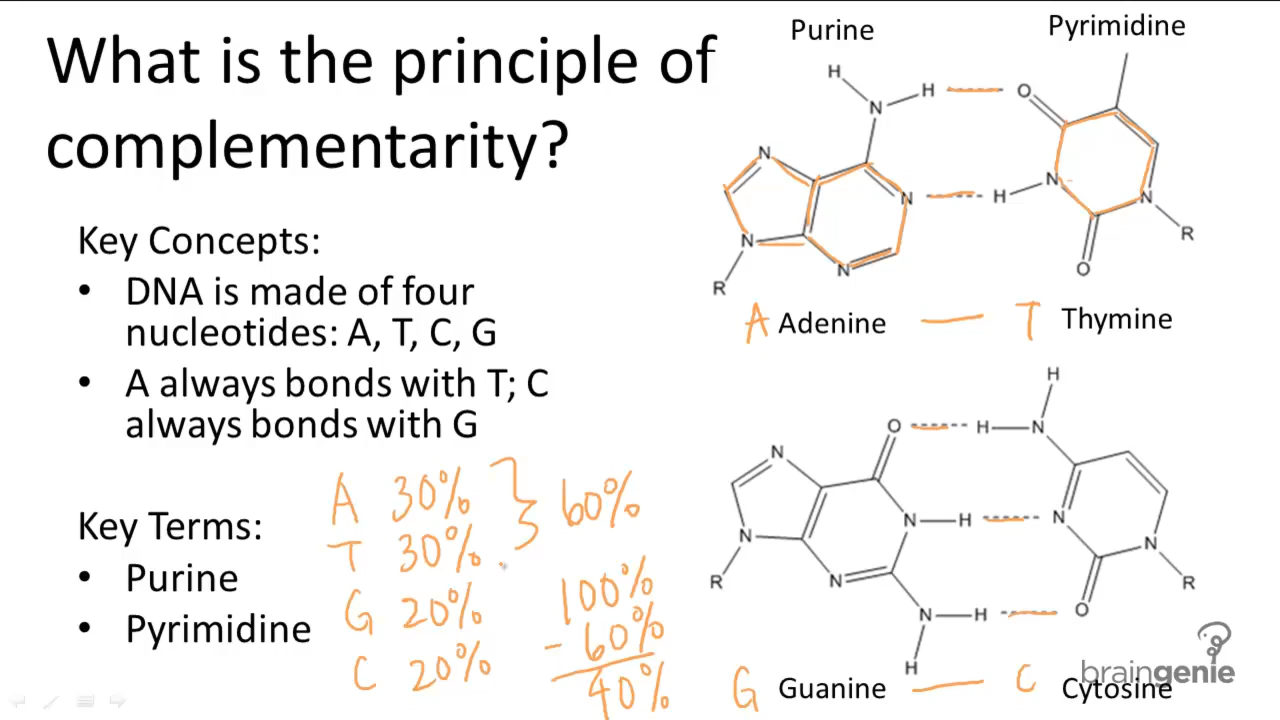 What is the principle of
complementarity?
Key Concepts:
• DNA is made of four
nucleotides: A, T, C, G
• A always bonds with T; C
always bonds with G
Key Terms:
• Purine
• Pyrimidine
A 30% } 60%
T 30%
G 20%
C 20%
100%
- 60%
40%
Purine
Pyrimidine
H
N H O
N
N H N
N
N
R
N
R
O
A Adenine — T Thymine
H
O H N
N
N H N
N
N
R
N
R
N H O
H
G Guanine — C Cytosine
braingenie